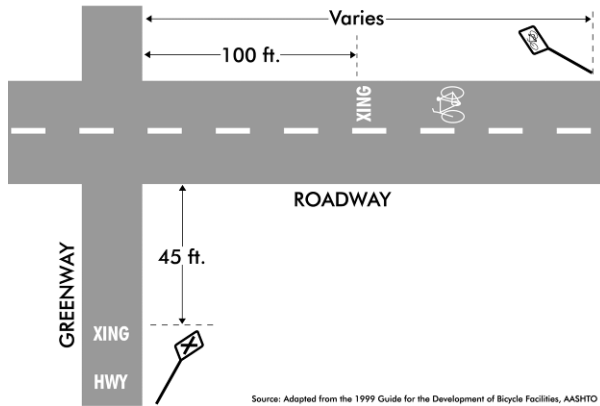 Varies
100 ft.
XING
ROADWAY
45 ft.
GREENWAY
XING
HWY
Source: Adapted from the 1999 Guide for the Development of Bicycle Facilities, AASHTO